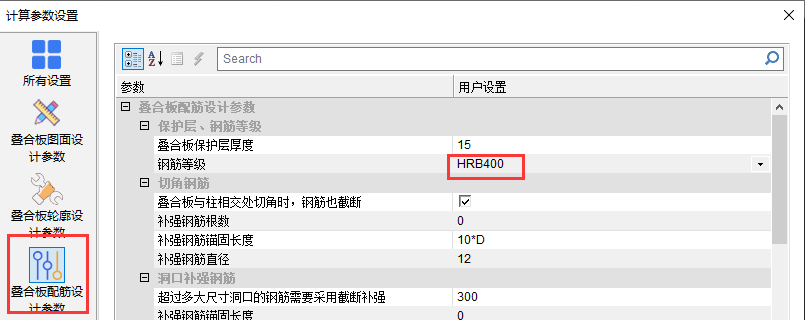 计算参数设置
所有设置
叠合板图面设
计参数
叠合板轮廓设
计参数
叠合板配筋设
计参数
Search
参数 用户设置
叠合板配筋设计参数
保护层、钢筋等级
叠合板保护层厚度 15
钢筋等级 HRB400
切角钢筋
叠合板与柱相交处切角时，钢筋也截断
补强钢筋根数 0
补强钢筋锚固长度 10*D
补强钢筋直径 12
洞口补强钢筋
超过多大尺寸洞口的钢筋需要采用截断补强 300
补强钢筋锚固长度 0